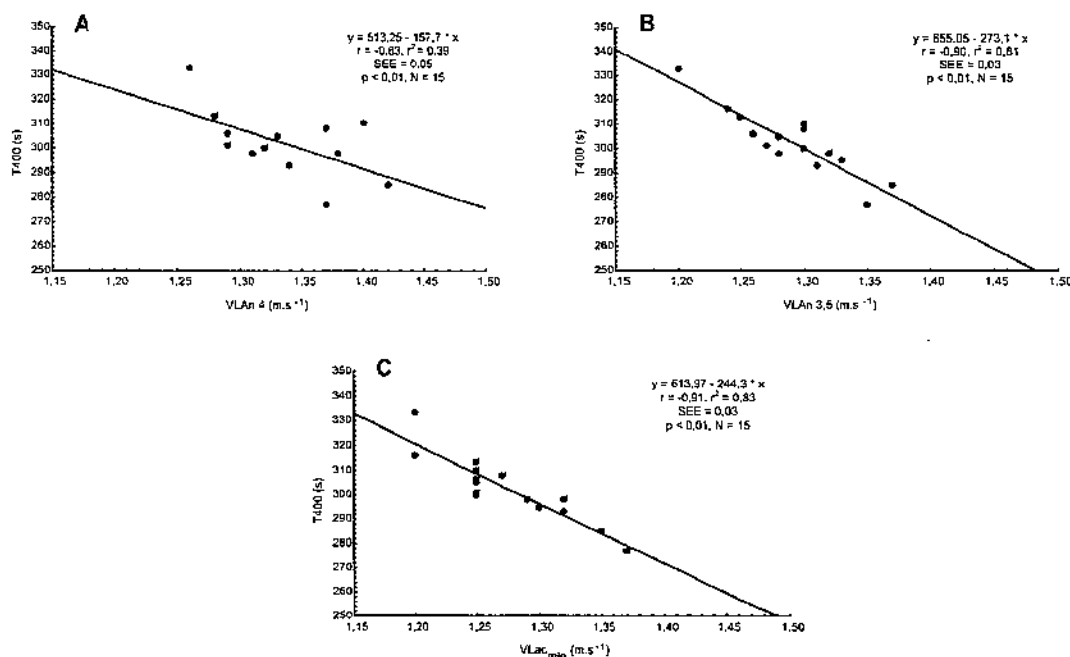 A
y = 513,25 - 157,7 * x
r = -0,63, r² = 0,39
SEE = 0,05
p < 0,01, N = 15
350
340
330
320
310
300
290
280
270
260
250
T400 (s)
1,15 1,20 1,25 1,30 1,35 1,40 1,45 1,50
VLAn 4 (m.s⁻¹)
B
y = 655,05 - 273,1 * x
r = -0,90, r² = 0,81
SEE = 0,03
p < 0,01, N = 15
350
340
330
320
310
300
290
280
270
260
250
T400 (s)
1,15 1,20 1,25 1,30 1,35 1,40 1,45 1,50
VLAn 3,5 (m.s⁻¹)
C
y = 613,97 - 244,3 * x
r = -0,91, r² = 0,83
SEE = 0,03
p < 0,01, N = 15
350
340
330
320
310
300
290
280
270
260
250
T400 (s)
1,15 1,20 1,25 1,30 1,35 1,40 1,45 1,50
VLac min (m.s⁻¹)